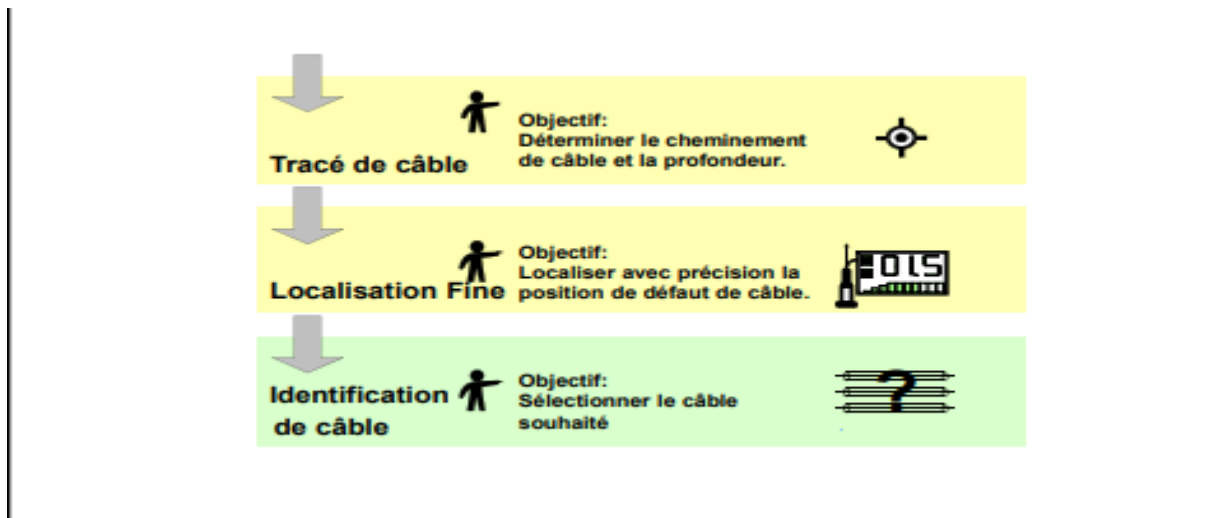 Objectif:
Déterminer le cheminement
de câble et la profondeur.
Tracé de câble
Objectif:
Localiser avec précision la
position de défaut de câble.
Localisation Fine
015
Objectif:
Sélectionner le câble
souhaité
Identification
de câble
?